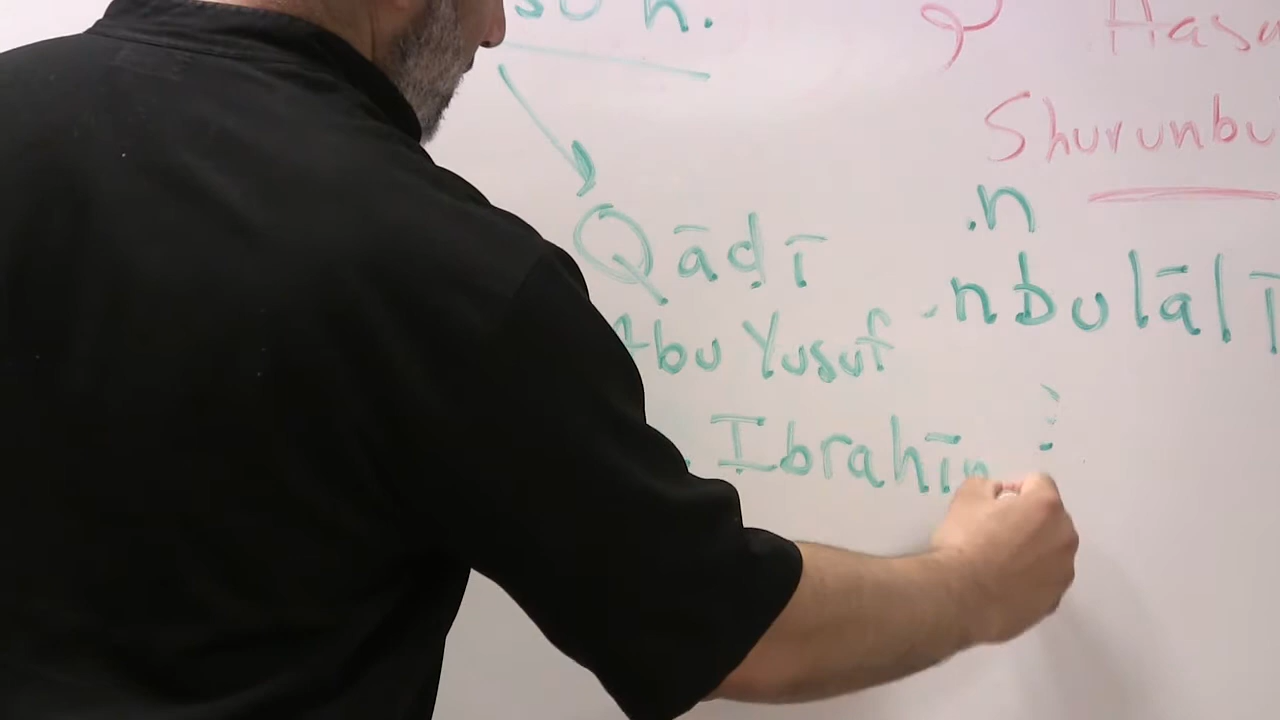 Qāḍī
Abu Yusuf
. Ibrahīm
Shurunbu
.n
nbulālī